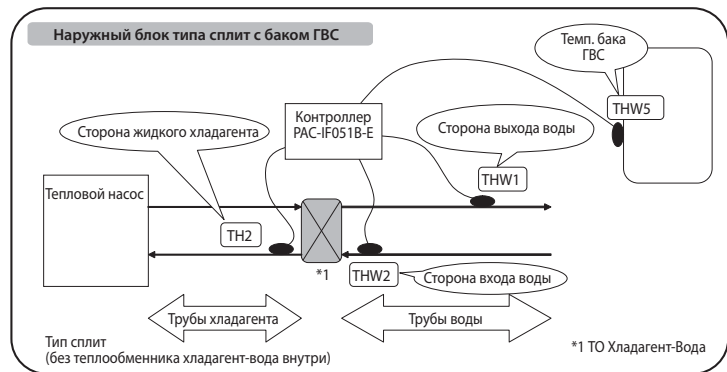 Наружный блок типа сплит с баком ГВС
Темп. бака
ГВС
THW5
Контроллер
PAC-IF051B-E
Сторона жидкого хладагента
Сторона выхода воды
THW1
Тепловой насос
TH2
*1
THW2
Сторона входа воды
Трубы хладагента
Трубы воды
Тип сплит
(без теплообменника хладагент-вода внутри)
*1 ТО Хладагент-Вода